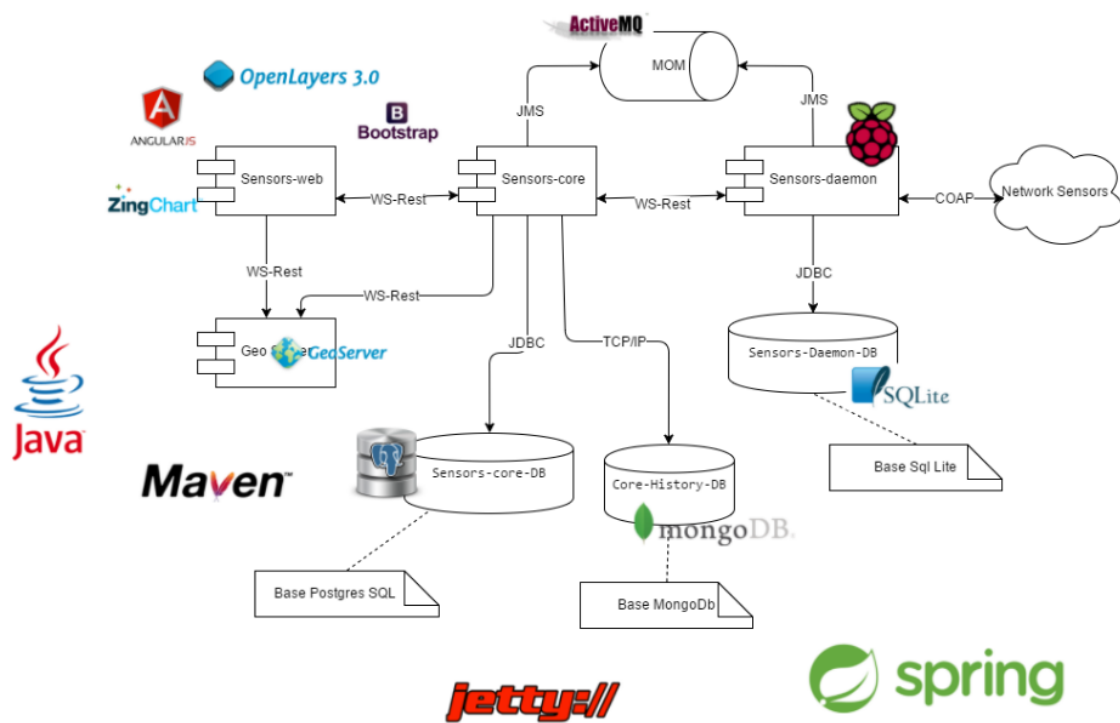 ActiveMQ
MOM
OpenLayers 3.0
JMS
JMS
ANGULARJS
Bootstrap
Sensors-web
Sensors-core
Sensors-daemon
Network Sensors
ZingChart
WS-Rest
WS-Rest
COAP
WS-Rest
JDBC
WS-Rest
JDBC
TCP/IP
Sensors-Daemon-DB
GeoServer
SQLite
Java
Maven™
Sensors-core-DB
Core-History-DB
Base Sql Lite
mongoDB
Base Postgres SQL
Base MongoDb
spring
jetty://